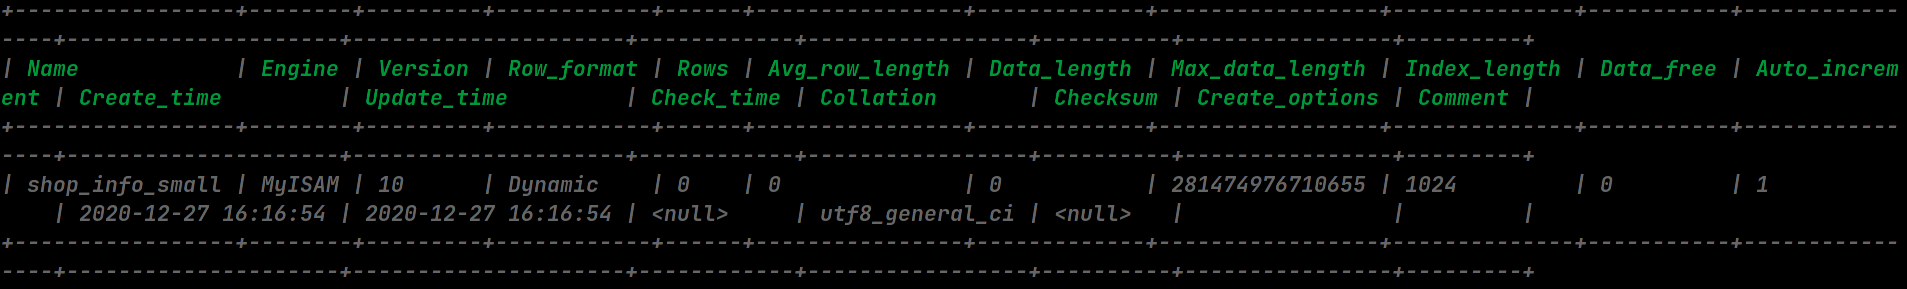 +-----------------+--------+---------+------------+------+----------------+-------------+-----------------+--------------+-----------+------------
----+---------------------+---------------------+------------+-----------------+----------+----------------+---------+
| Name            | Engine | Version | Row_format | Rows | Avg_row_length | Data_length | Max_data_length | Index_length | Data_free | Auto_increm
ent | Create_time         | Update_time         | Check_time | Collation       | Checksum | Create_options | Comment |
+-----------------+--------+---------+------------+------+----------------+-------------+-----------------+--------------+-----------+------------
----+---------------------+---------------------+------------+-----------------+----------+----------------+---------+
| shop_info_small | MyISAM | 10      | Dynamic    | 0    | 0              | 0           | 281474976710655 | 1024         | 0         | 1
    | 2020-12-27 16:16:54 | 2020-12-27 16:16:54 | <null>     | utf8_general_ci | <null>   |                |         |
+-----------------+--------+---------+------------+------+----------------+-------------+-----------------+--------------+-----------+------------
----+---------------------+---------------------+------------+-----------------+----------+----------------+---------+